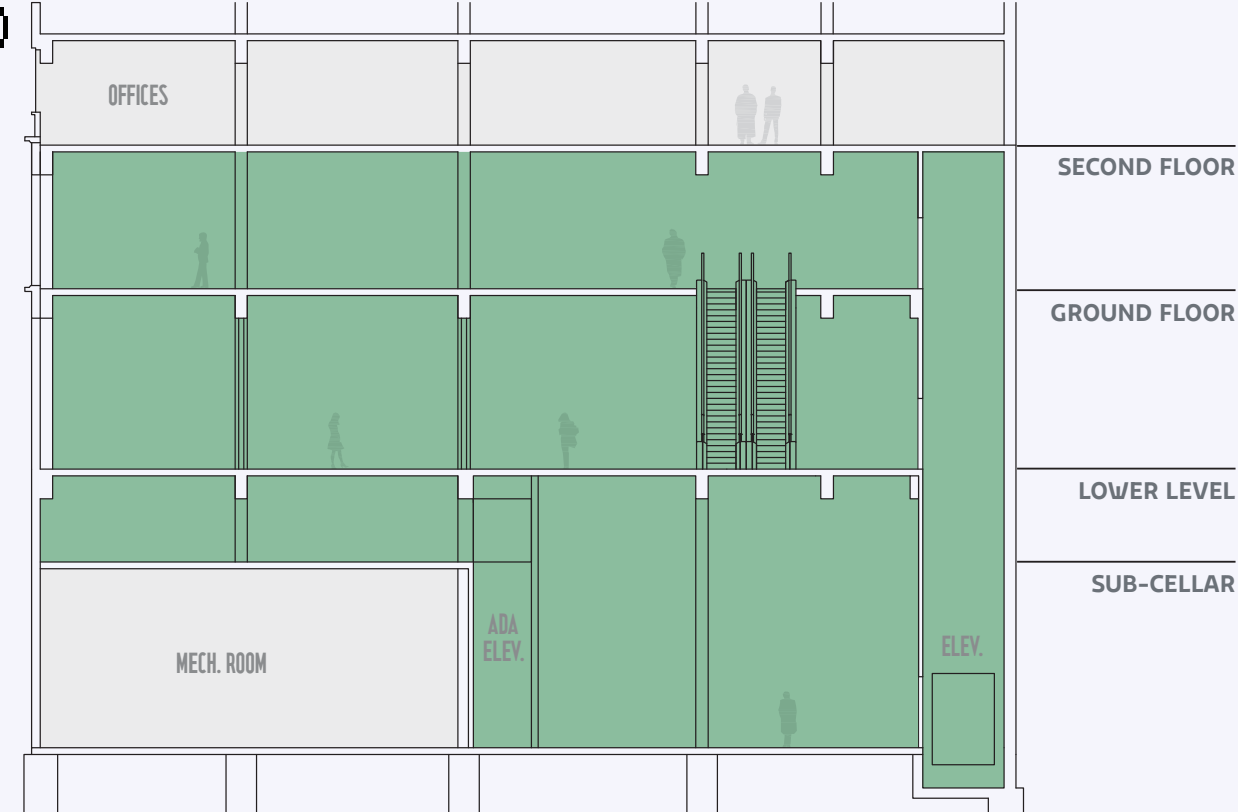 OFFICES
SECOND FLOOR
GROUND FLOOR
LOWER LEVEL
SUB-CELLAR
ADA
ELEV.
ELEV.
MECH. ROOM